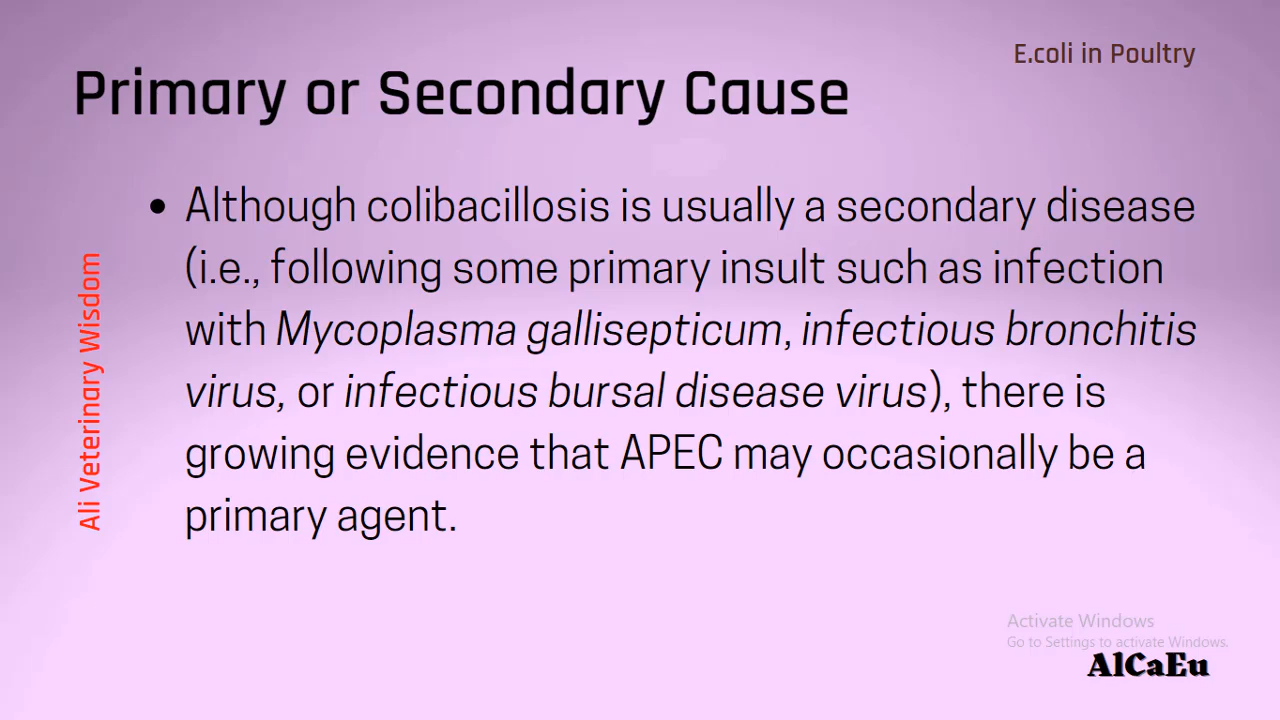 E.coli in Poultry
Primary or Secondary Cause
• Although colibacillosis is usually a secondary disease
(i.e., following some primary insult such as infection
with Mycoplasma gallisepticum, infectious bronchitis
virus, or infectious bursal disease virus), there is
growing evidence that APEC may occasionally be a
primary agent.
Ali Veterinary Wisdom
Activate Windows
Go to Settings to activate Windows.
AlCaEu